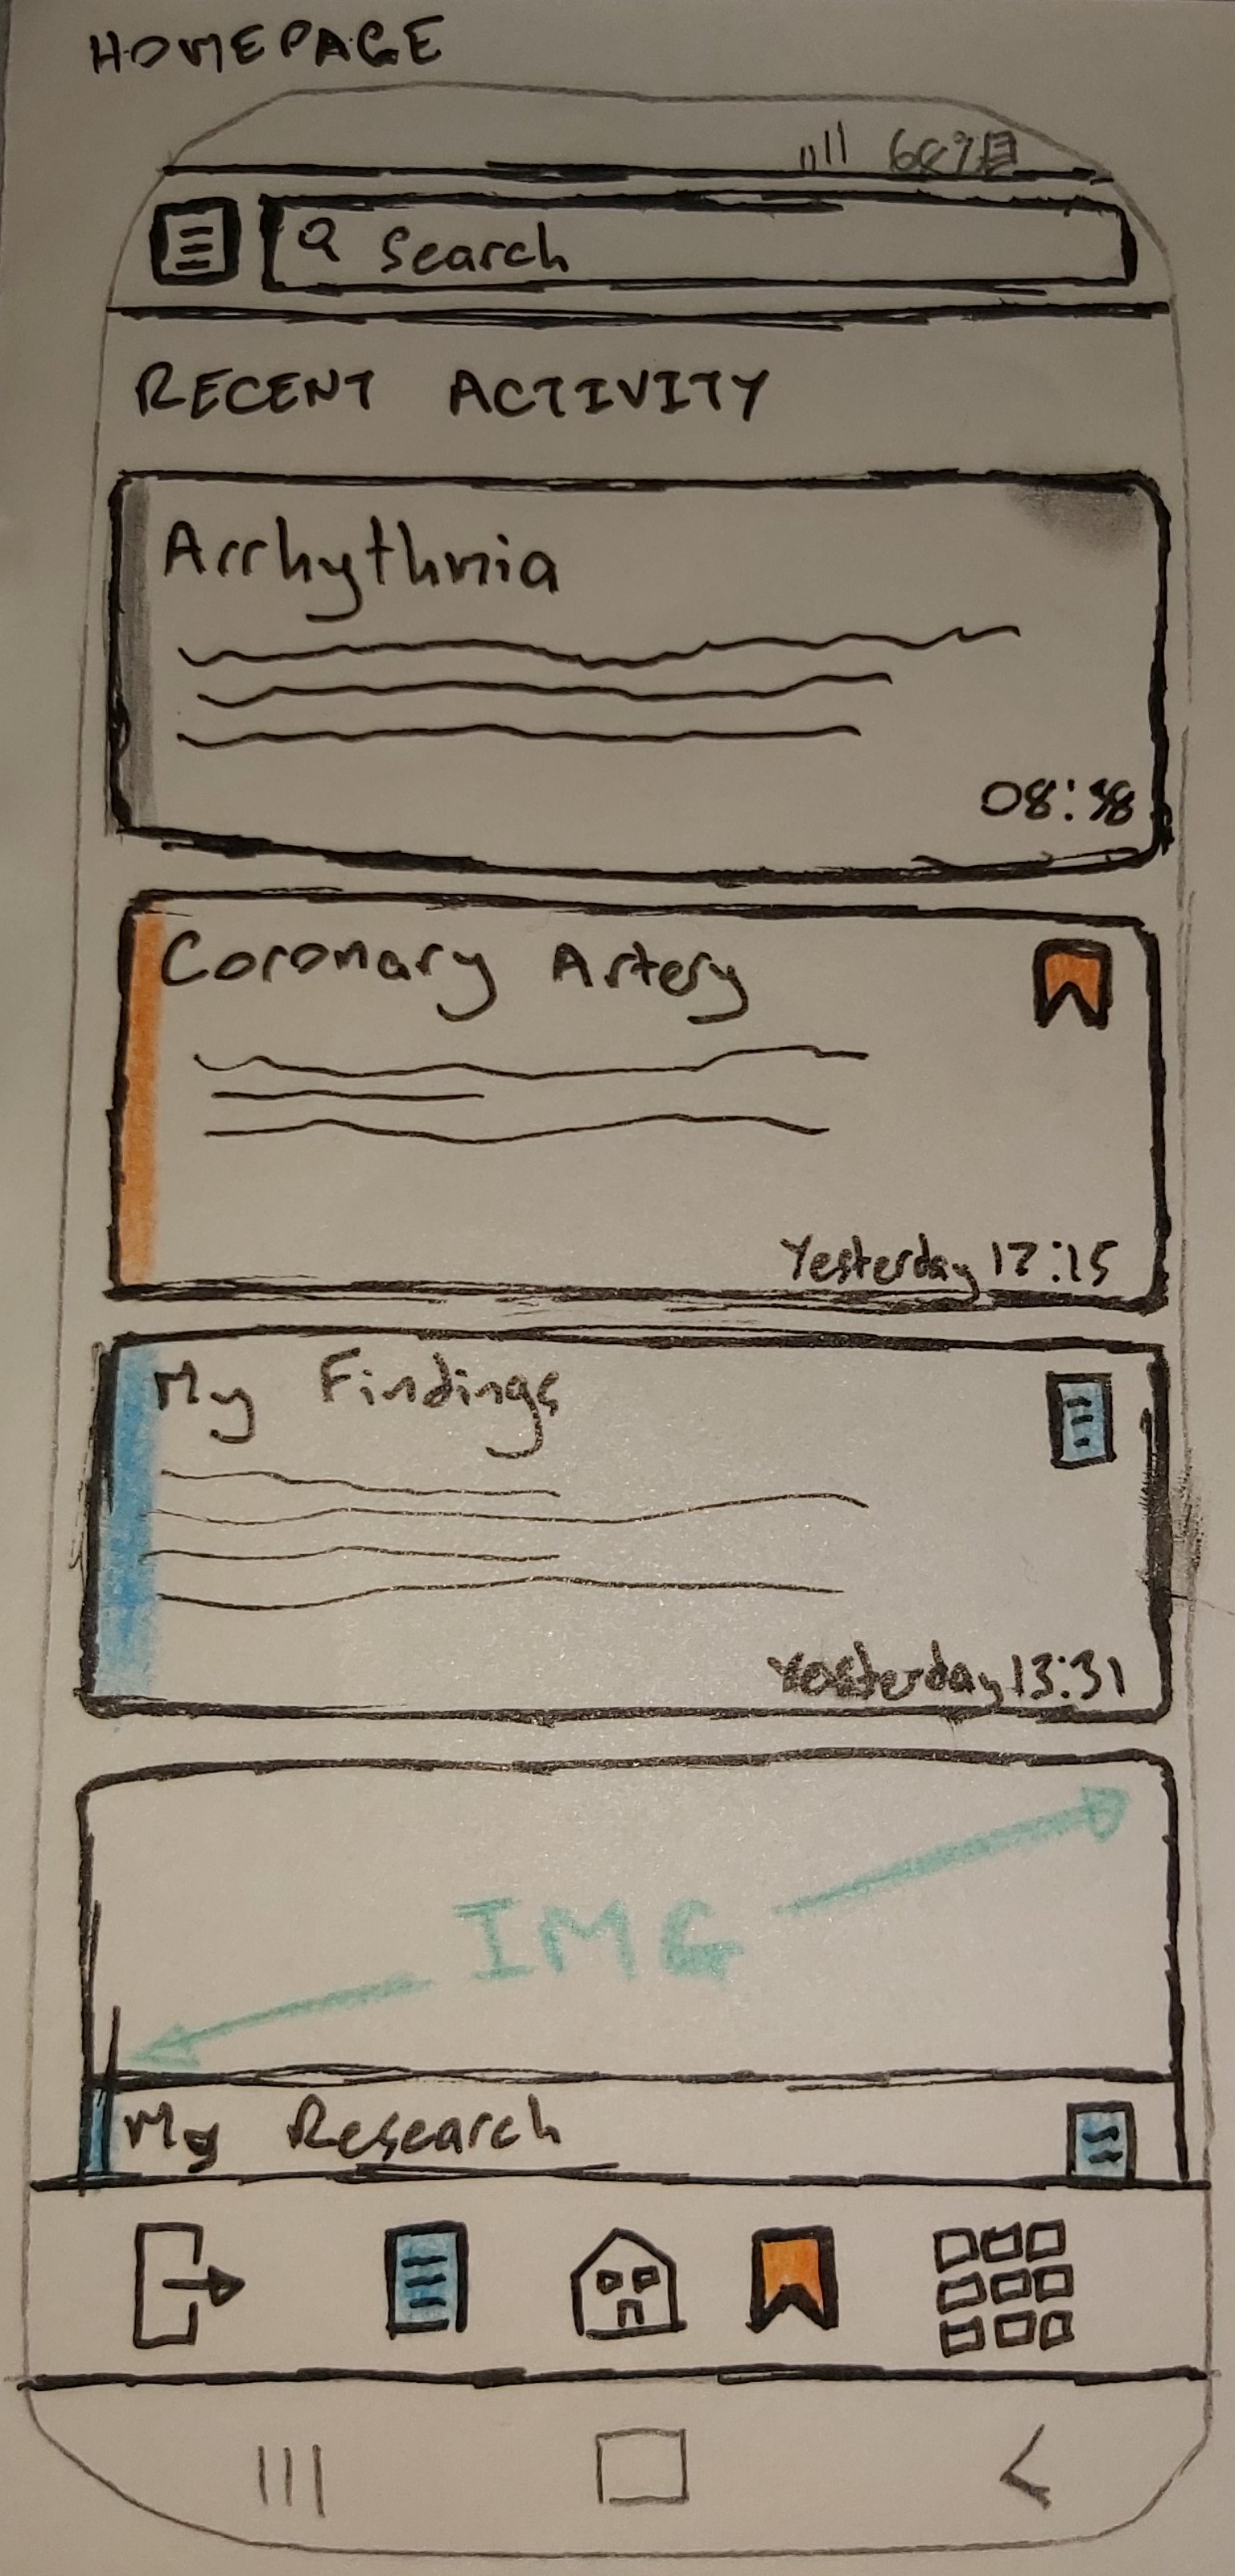 HOMEPAGE
Search
RECENT ACTIVITY
Arrhythmia
08:38
Coronary Artery
Yesterday 17:15
My Findings
Yesterday 13:31
IMG
My Research